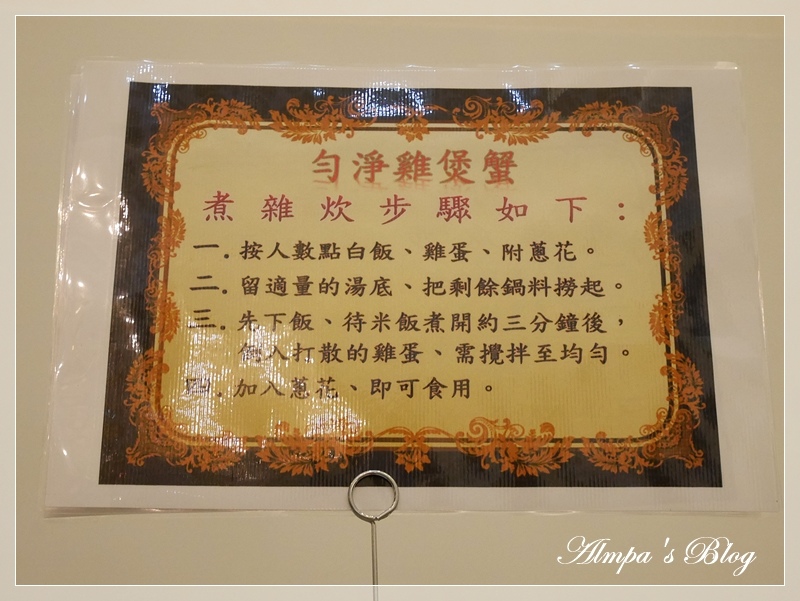 勻淨雞煲蟹
煮雜炊步驟如下：
一.按人數點白飯、雞蛋、附蔥花。
二.留適量的湯底、把剩餘鍋料撈起。
三.先下飯、待米飯煮開約三分鐘後，
入打散的雞蛋、需攪拌至均勻。
四.加入蔥花、即可食用。
Almpa's Blog